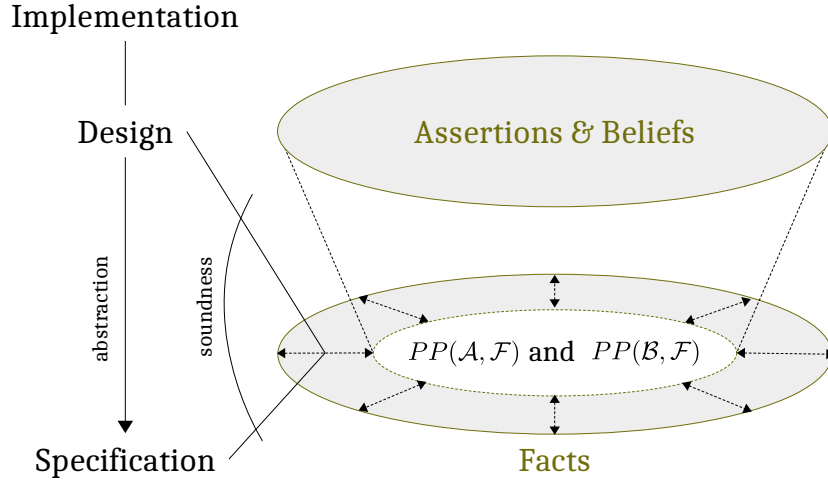 Implementation
Design
Assertions & Beliefs
abstraction
soundness
PP(𝒜, ℱ) and PP(ℬ, ℱ)
Specification
Facts